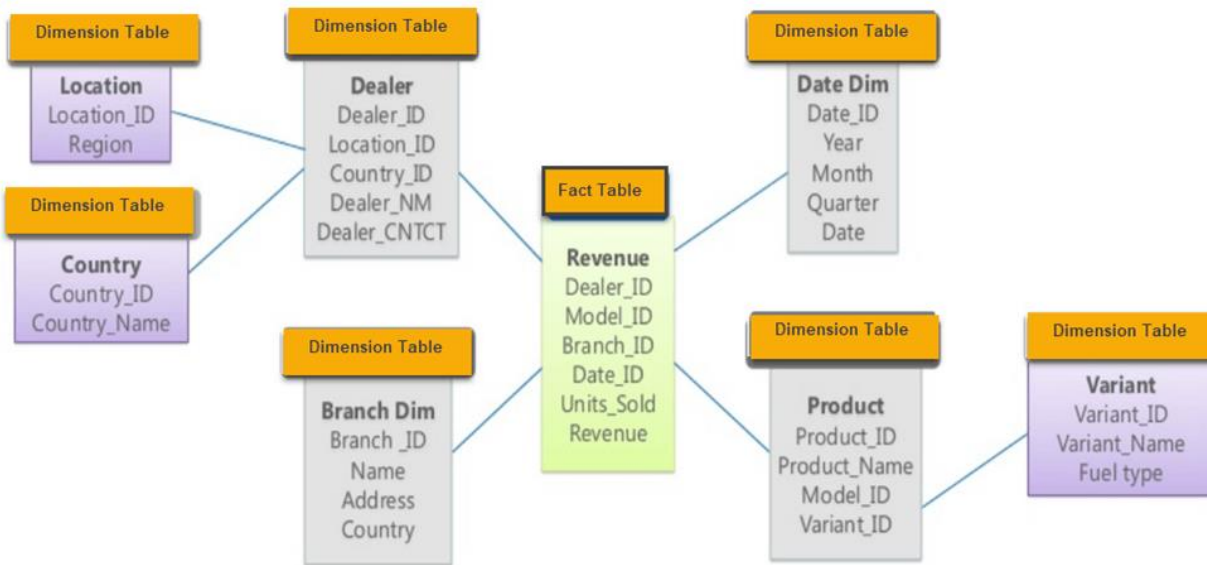 Dimension Table
Location
Location_ID
Region
Dimension Table
Country
Country_ID
Country_Name
Dimension Table
Dealer
Dealer_ID
Location_ID
Country_ID
Dealer_NM
Dealer_CNTCT
Dimension Table
Branch Dim
Branch _ID
Name
Address
Country
Fact Table
Revenue
Dealer_ID
Model_ID
Branch_ID
Date_ID
Units_Sold
Revenue
Dimension Table
Date Dim
Date_ID
Year
Month
Quarter
Date
Dimension Table
Product
Product_ID
Product_Name
Model_ID
Variant_ID
Dimension Table
Variant
Variant_ID
Variant_Name
Fuel type